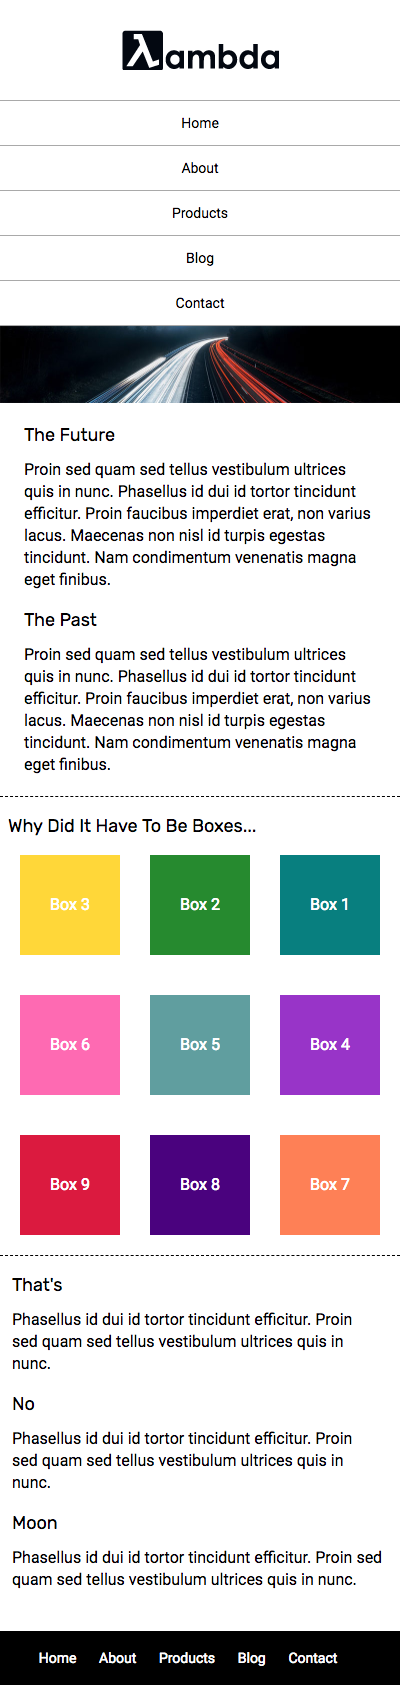 λambda
Home
About
Products
Blog
Contact
The Future
Proin sed quam sed tellus vestibulum ultrices
quis in nunc. Phasellus id dui id tortor tincidunt
efficitur. Proin faucibus imperdiet erat, non varius
lacus. Maecenas non nisl id turpis egestas
tincidunt. Nam condimentum venenatis magna
eget finibus.
The Past
Proin sed quam sed tellus vestibulum ultrices
quis in nunc. Phasellus id dui id tortor tincidunt
efficitur. Proin faucibus imperdiet erat, non varius
lacus. Maecenas non nisl id turpis egestas
tincidunt. Nam condimentum venenatis magna
eget finibus.
Why Did It Have To Be Boxes...
Box 3 Box 2 Box 1
Box 6 Box 5 Box 4
Box 9 Box 8 Box 7
That's
Phasellus id dui id tortor tincidunt efficitur. Proin
sed quam sed tellus vestibulum ultrices quis in
nunc.
No
Phasellus id dui id tortor tincidunt efficitur. Proin
sed quam sed tellus vestibulum ultrices quis in
nunc.
Moon
Phasellus id dui id tortor tincidunt efficitur. Proin sed
quam sed tellus vestibulum ultrices quis in nunc.
Home About Products Blog Contact